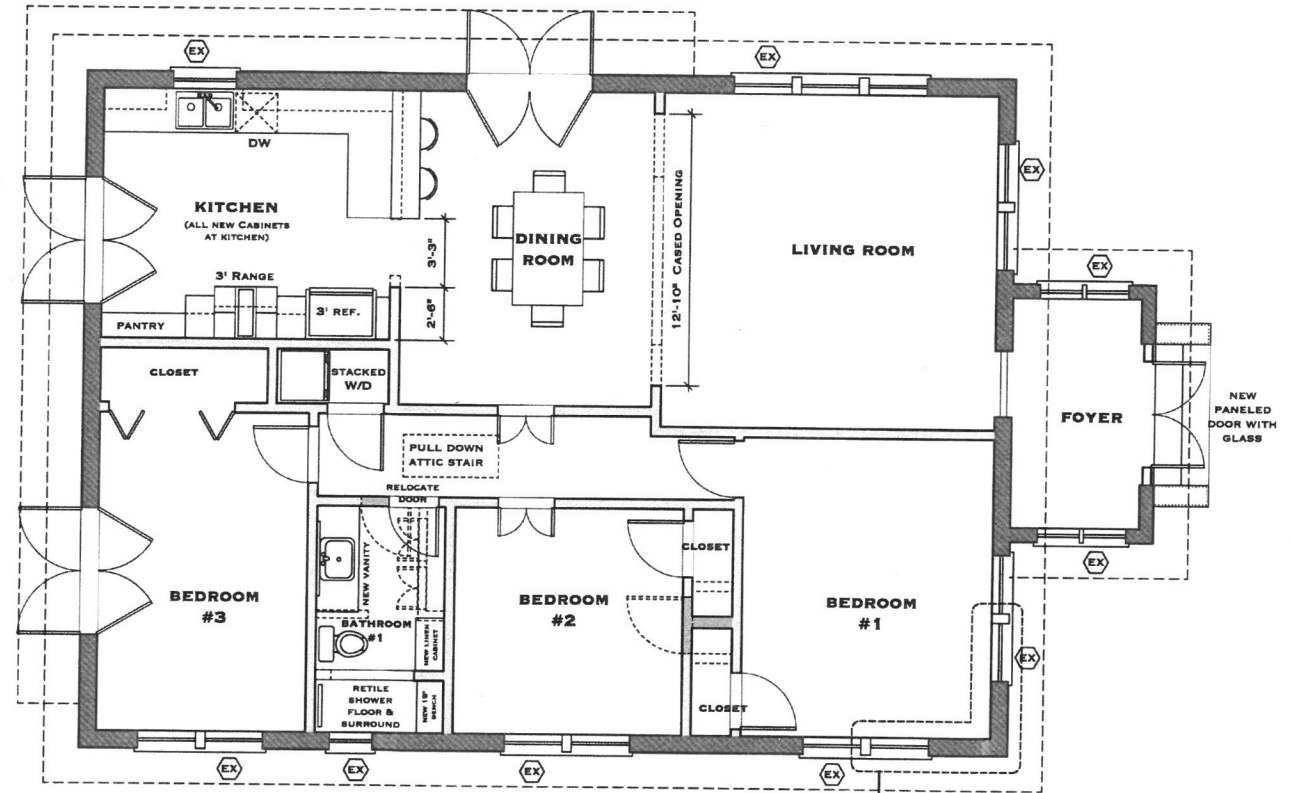 EX
EX
DW
EX
KITCHEN
(ALL NEW CABINETS
AT KITCHEN)
DINING
ROOM
12'-10" CASED OPENING
LIVING ROOM
3'-3"
EX
3' RANGE
2'-6"
3' REF.
PANTRY
CLOSET
STACKED
W/D
FOYER
NEW
PANELED
DOOR WITH
GLASS
PULL DOWN
ATTIC STAIR
RELOCATE
DOOR
CLOSET
EX
NEW VANITY
BEDROOM
#3
BEDROOM
#2
BEDROOM
#1
BATHROOM
#1
NEW LINEN
CABINET
EX
RETILE
SHOWER
FLOOR &
SURROUND
NEW 15"
BENCH
CLOSET
EX
EX
EX
EX